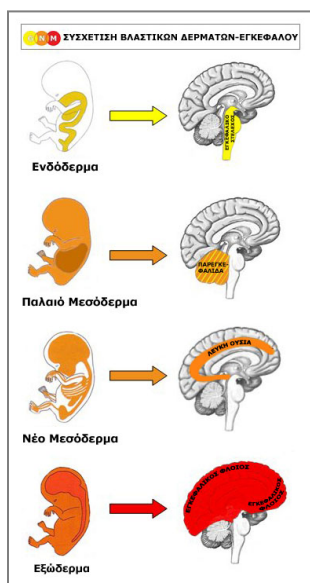 GNM ΣΥΣΧΕΤΙΣΗ ΒΛΑΣΤΙΚΩΝ ΔΕΡΜΑΤΩΝ-ΕΓΚΕΦΑΛΟΥ
ΕΓΚΕΦΑΛΙΚΟ
ΣΤΕΛΕΧΟΣ
Ενδόδερμα
ΠΑΡΕΓΚΕ-
ΦΑΛΙΔΑ
Παλαιό Μεσόδερμα
ΛΕΥΚΗ ΟΥΣΙΑ
Νέο Μεσόδερμα
ΕΓΚΕΦΑΛΙΚΟΣ ΦΛΟΙΟΣ
ΕΓΚΕΦΑΛΙΚΟΣ
ΦΛΟΙΟΣ
Εξώδερμα